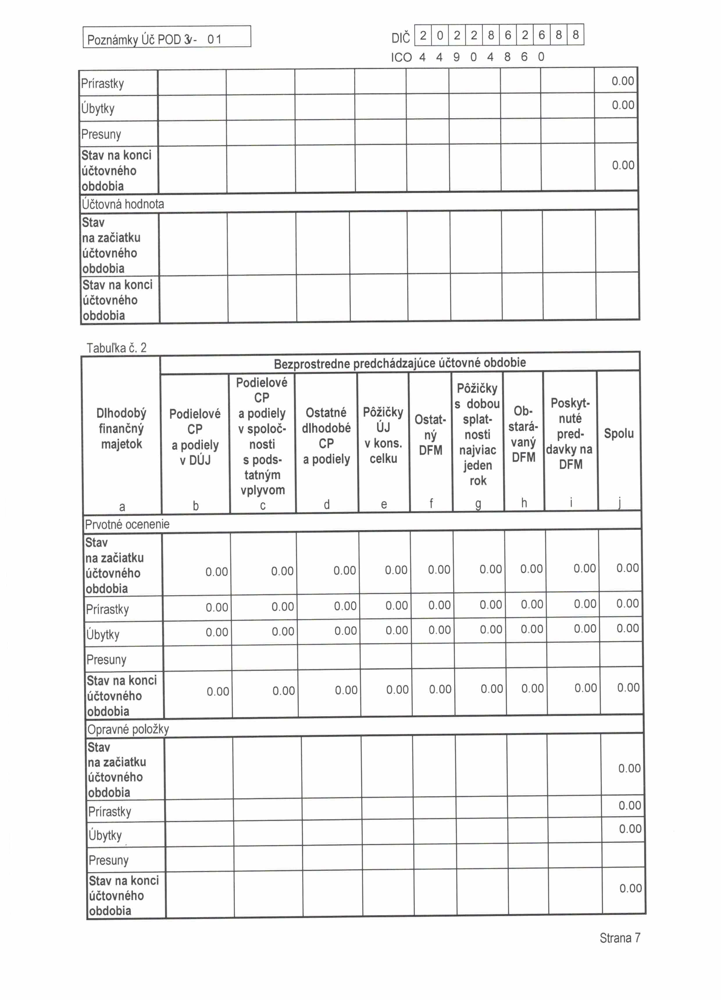 Poznámky Úč POD 3v- 01
DIČ 2 0 2 2 8 6 2 6 8 8
ICO 4 4 9 0 4 8 6 0
Prírastky 0.00
Úbytky 0.00
Presuny
Stav na konci
účtovného 0.00
obdobia
Účtovná hodnota
Stav
na začiatku
účtovného
obdobia
Stav na konci
účtovného
obdobia
Tabuľka č. 2
Bezprostredne predchádzajúce účtovné obdobie
Dlhodobý
finančný
majetok
a
Podielové
CP
a podiely
v DÚJ
b
Podielové
CP
a podiely
v spoloč-
nosti
s pods-
tatným
vplyvom
c
Ostatné
dlhodobé
CP
a podiely
d
Pôžičky
ÚJ
v kons.
celku
e
Ostat-
ný
DFM
f
Pôžičky
s dobou
splat-
nosti
najviac
jeden
rok
g
Ob-
stará-
vaný
DFM
h
Poskyt-
nuté
pred-
davky na
DFM
i
Spolu
j
Prvotné ocenenie
Stav
na začiatku
účtovného 0.00 0.00 0.00 0.00 0.00 0.00 0.00 0.00 0.00
obdobia
Prírastky 0.00 0.00 0.00 0.00 0.00 0.00 0.00 0.00 0.00
Úbytky 0.00 0.00 0.00 0.00 0.00 0.00 0.00 0.00 0.00
Presuny
Stav na konci
účtovného 0.00 0.00 0.00 0.00 0.00 0.00 0.00 0.00 0.00
obdobia
Opravné položky
Stav
na začiatku
účtovného 0.00
obdobia
Prírastky 0.00
Úbytky 0.00
Presuny
Stav na konci
účtovného 0.00
obdobia
Strana 7